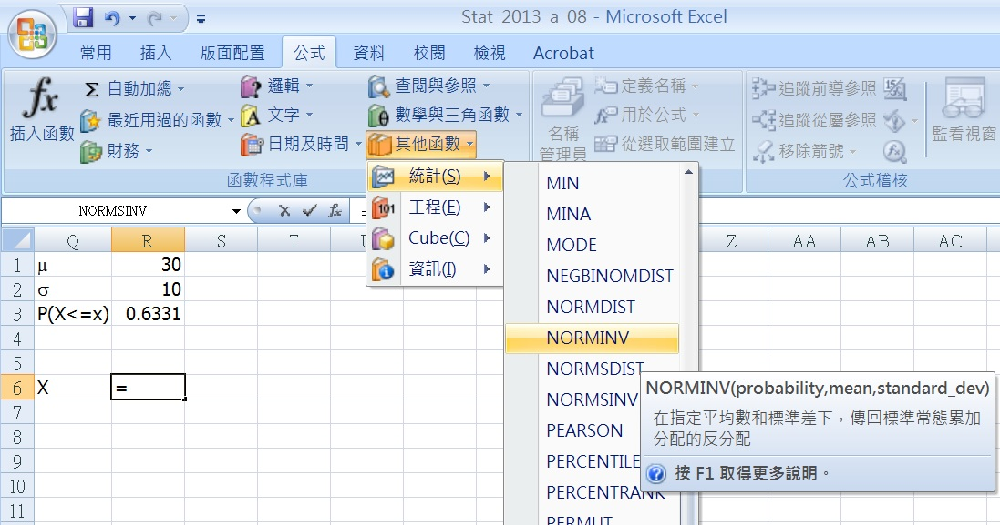 Stat_2013_a_08 - Microsoft Excel
常用 插入 版面配置 公式 資料 校閱 檢視 Acrobat
fx
插入函數
Σ 自動加總
最近用過的函數
財務
? 邏輯
A 文字
日期及時間
查閱與參照
θ 數學與三角函數
其他函數
函數程式庫
名稱
管理員
定義名稱
fx 用於公式
從選取範圍建立
追蹤前導參照
追蹤從屬參照
移除箭號
公式稽核
監看視窗
統計(S)
101 工程(E)
Cube(C)
資訊(I)
NORMSINV fx =
Q R S T U Z AA AB AC
1 μ 30
2 σ 10
3 P(X<=x) 0.6331
4
5
6 X =
7
8
9
10
11
MIN
MINA
MODE
NEGBINOMDIST
NORMDIST
NORMINV
NORMSDIST
NORMSINV
PEARSON
PERCENTILE
PERCENTRANK
PERMUT
NORMINV(probability,mean,standard_dev)
在指定平均數和標準差下，傳回標準常態累加
分配的反分配
? 按 F1 取得更多說明。